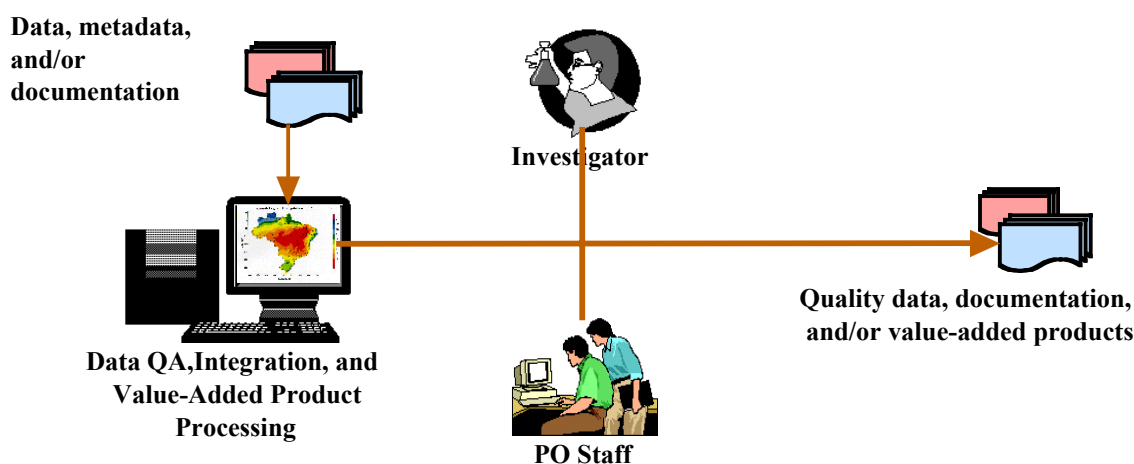 Data, metadata,
and/or
documentation
Investigator
Quality data, documentation,
and/or value-added products
Data QA,Integration, and
Value-Added Product
Processing
PO Staff